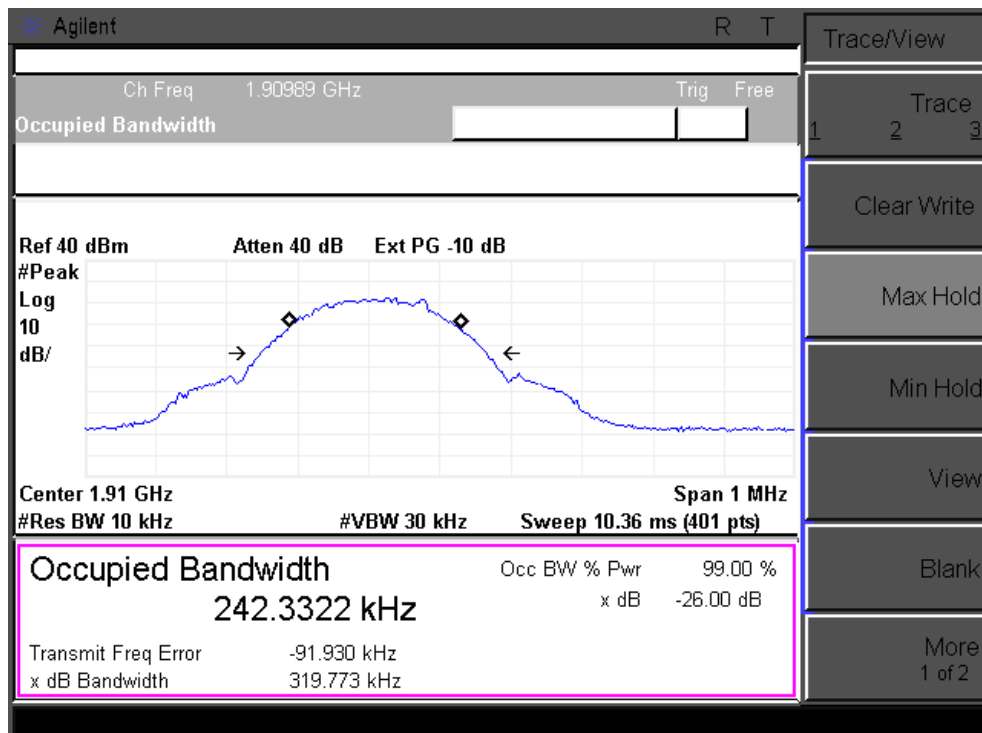 Agilent R T
Trace/View
Ch Freq 1.90989 GHz Trig Free
Occupied Bandwidth
Trace
1 2 3
Clear Write
Max Hold
Min Hold
View
Blank
More
1 of 2
Ref 40 dBm Atten 40 dB Ext PG -10 dB
#Peak
Log
10
dB/
Center 1.91 GHz Span 1 MHz
#Res BW 10 kHz #VBW 30 kHz Sweep 10.36 ms (401 pts)
Occupied Bandwidth Occ BW % Pwr 99.00 %
242.3322 kHz x dB -26.00 dB
Transmit Freq Error -91.930 kHz
x dB Bandwidth 319.773 kHz